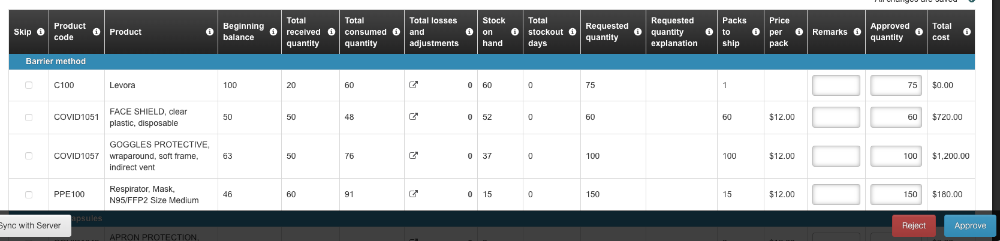 All changes are saved
Skip Product code Product Beginning balance Total received quantity Total consumed quantity Total losses and adjustments Stock on hand Total stockout days Requested quantity Requested quantity explanation Packs to ship Price per pack Remarks Approved quantity Total cost
Barrier method
C100 Levora 100 20 60 0 60 0 75 1 75 $0.00
COVID1051 FACE SHIELD, clear plastic, disposable 50 50 48 0 52 0 60 60 $12.00 60 $720.00
COVID1057 GOGGLES PROTECTIVE, wraparound, soft frame, indirect vent 63 50 76 0 37 0 100 100 $12.00 100 $1,200.00
PPE100 Respirator, Mask, N95/FFP2 Size Medium 46 60 91 0 15 0 150 15 $12.00 150 $180.00
apsules
Sync with Server Reject Approve
APRON PROTECTION,